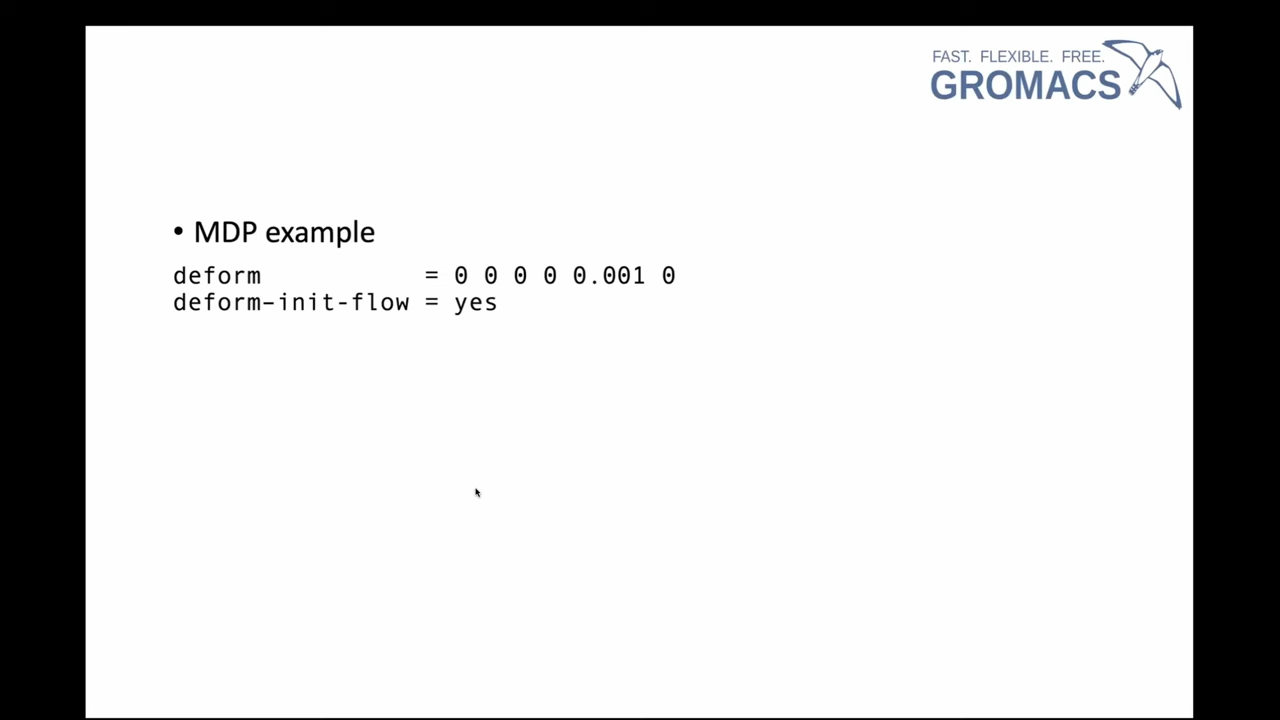 FAST. FLEXIBLE. FREE.
GROMACS
• MDP example
deform           = 0 0 0 0 0.001 0
deform-init-flow = yes